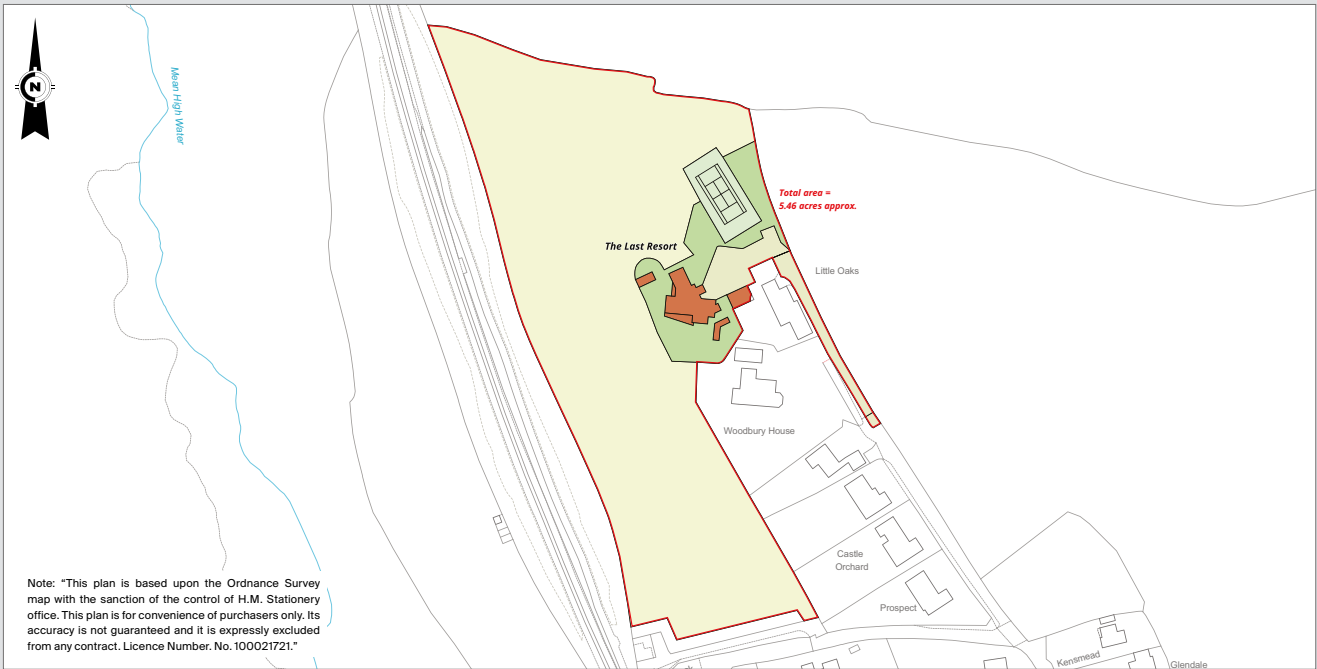 N
Mean High Water
Total area =
5.46 acres approx.
The Last Resort
Little Oaks
Woodbury House
Castle
Orchard
Prospect
Kensmead
Glendale
Note: “This plan is based upon the Ordnance Survey
map with the sanction of the control of H.M. Stationery
office. This plan is for convenience of purchasers only. Its
accuracy is not guaranteed and it is expressly excluded
from any contract. Licence Number. No. 100021721.”